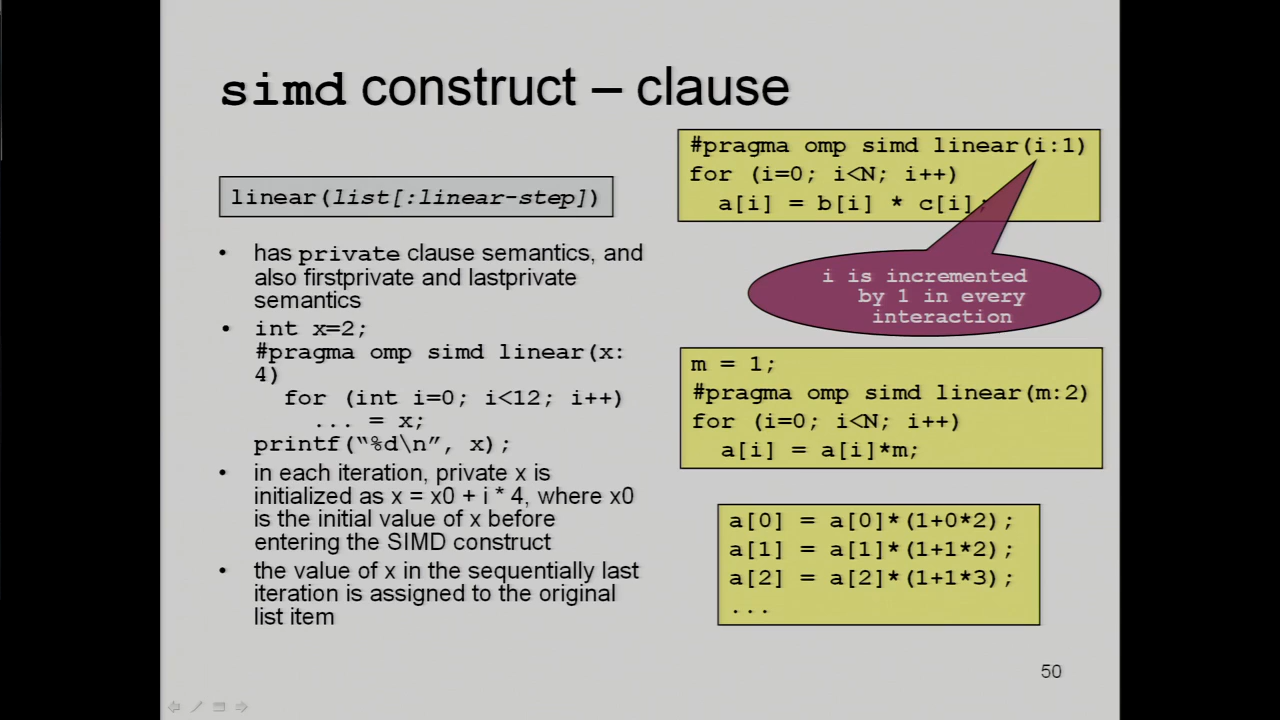 simd construct – clause
linear(list[:linear-step])
• has private clause semantics, and
also firstprivate and lastprivate
semantics
• int x=2;
#pragma omp simd linear(x:
4)
for (int i=0; i<12; i++)
... = x;
printf(“%d\n”, x);
• in each iteration, private x is
initialized as x = x0 + i * 4, where x0
is the initial value of x before
entering the SIMD construct
• the value of x in the sequentially last
iteration is assigned to the original
list item
#pragma omp simd linear(i:1)
for (i=0; i<N; i++)
a[i] = b[i] * c[i];
i is incremented
by 1 in every
interaction
m = 1;
#pragma omp simd linear(m:2)
for (i=0; i<N; i++)
a[i] = a[i]*m;
a[0] = a[0]*(1+0*2);
a[1] = a[1]*(1+1*2);
a[2] = a[2]*(1+1*3);
...
50